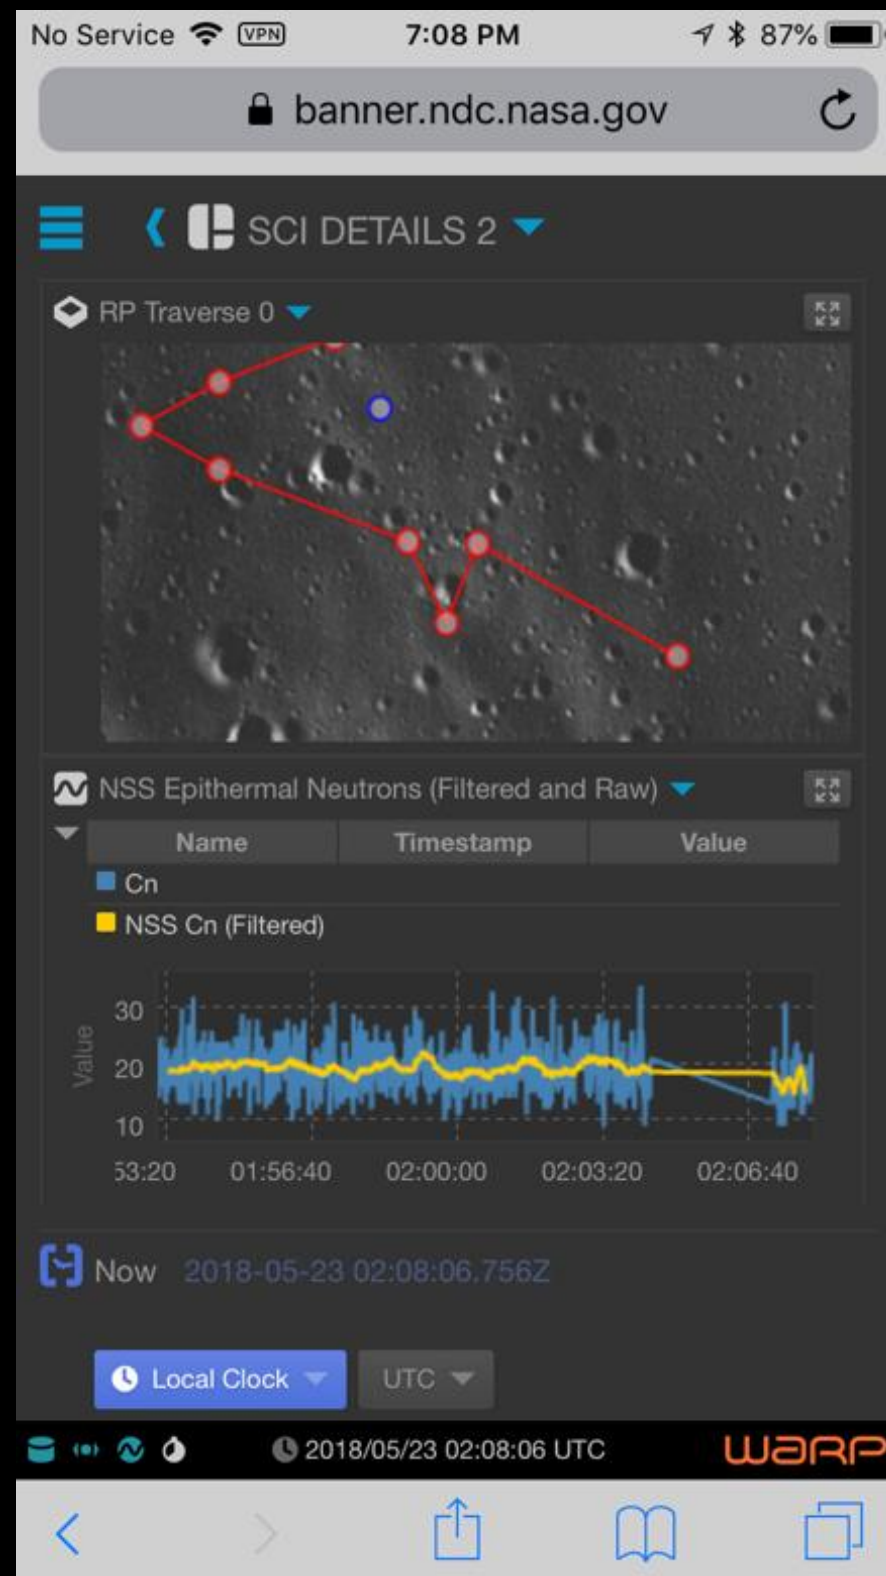 No Service VPN 7:08 PM 87%
banner.ndc.nasa.gov
SCI DETAILS 2
RP Traverse 0
NSS Epithermal Neutrons (Filtered and Raw)
Name Timestamp Value
Cn
NSS Cn (Filtered)
Value
30
20
10
53:20 01:56:40 02:00:00 02:03:20 02:06:40
Now 2018-05-23 02:08:06.756Z
Local Clock UTC
2018/05/23 02:08:06 UTC WARP